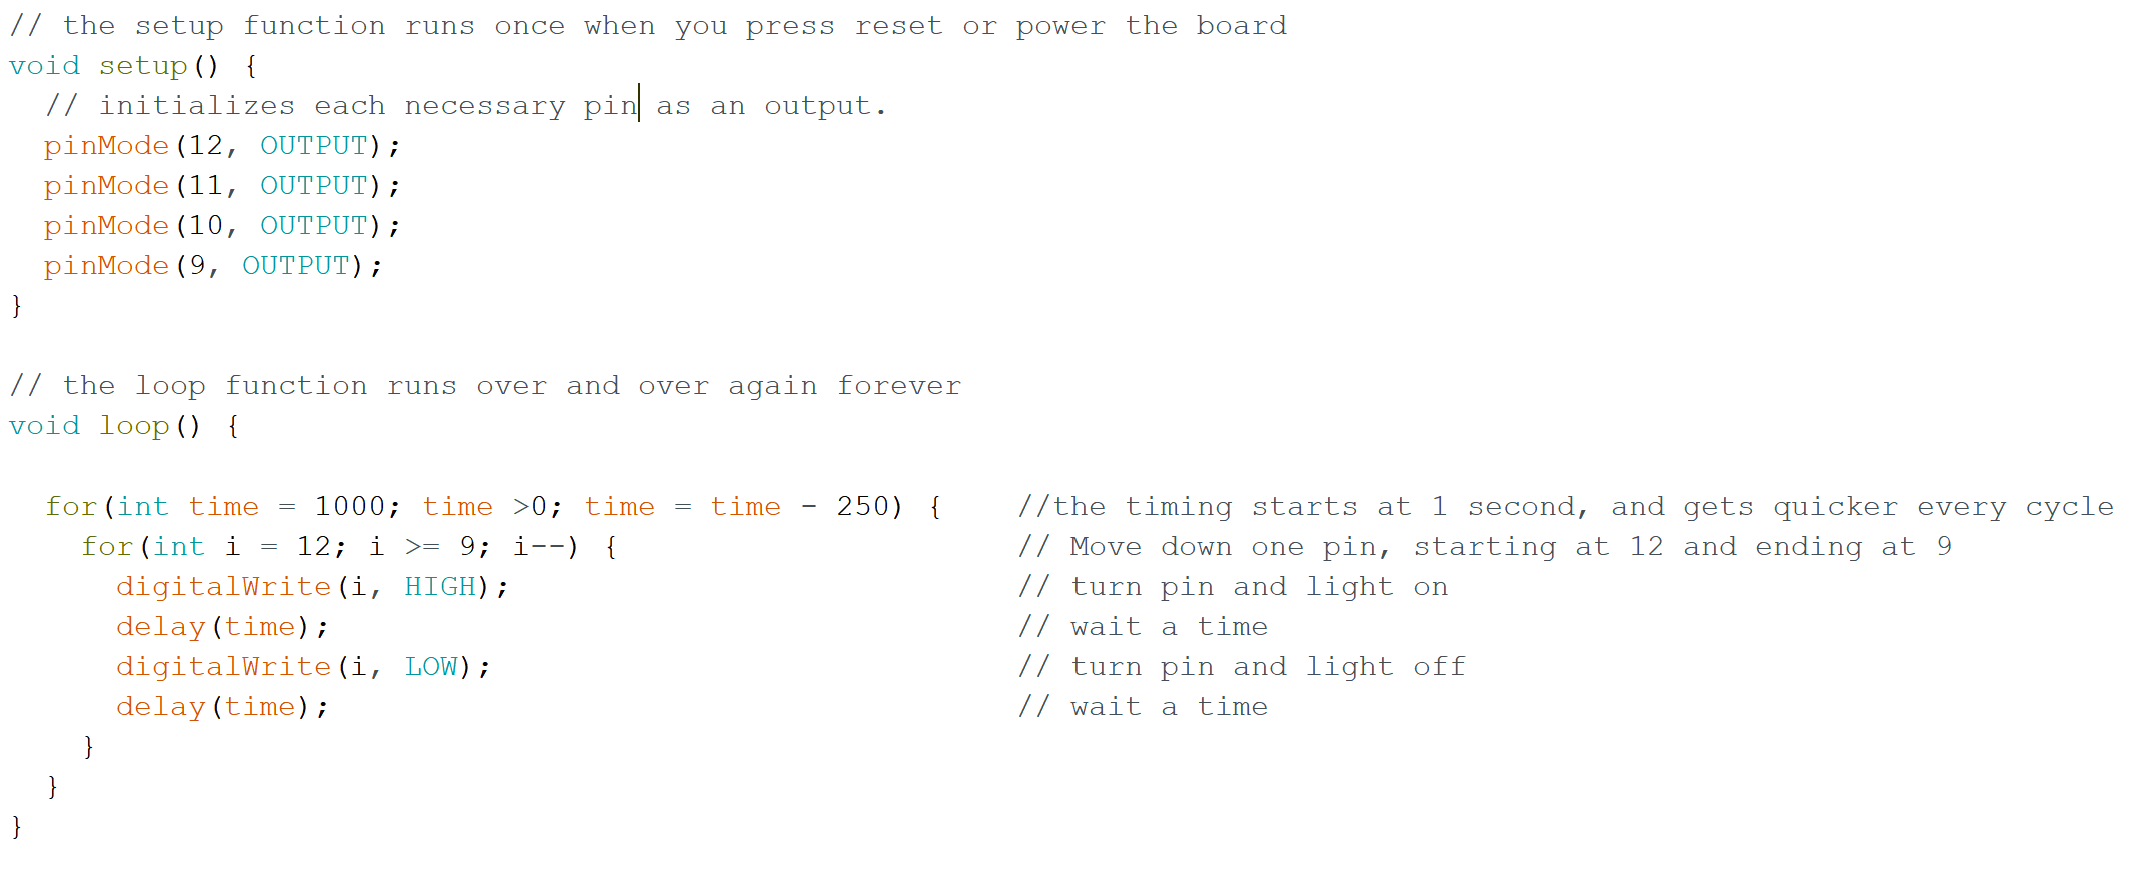 // the setup function runs once when you press reset or power the board
void setup() {
  // initializes each necessary pin as an output.
  pinMode(12, OUTPUT);
  pinMode(11, OUTPUT);
  pinMode(10, OUTPUT);
  pinMode(9, OUTPUT);
}

// the loop function runs over and over again forever
void loop() {

  for(int time = 1000; time >0; time = time - 250) {    //the timing starts at 1 second, and gets quicker every cycle
    for(int i = 12; i >= 9; i--) {                      // Move down one pin, starting at 12 and ending at 9
      digitalWrite(i, HIGH);                            // turn pin and light on
      delay(time);                                      // wait a time
      digitalWrite(i, LOW);                             // turn pin and light off
      delay(time);                                      // wait a time
    }
  }
}